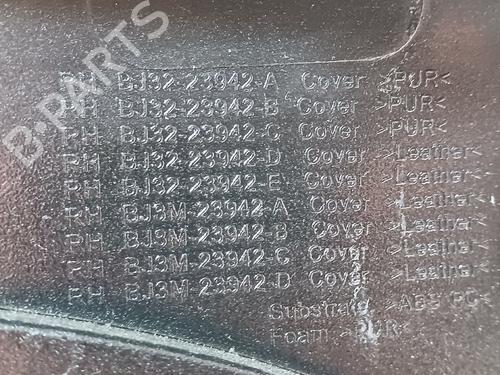 B-PARTS
RH BJ32-23942-A Cover >PUR<
RH BJ32-23942-B Cover >PUR<
RH BJ32-23942-C Cover >PUR<
RH BJ32-23942-D Cover >Leather<
RH BJ32-23942-E Cover >Leather<
RH BJ3M-23942-A Cover >Leather<
RH BJ3M-23942-B Cover >Leather<
RH BJ3M-23942-C Cover >Leather<
RH BJ3M-23942-D Cover >Leather<
Substrate >ABS PC<
Foam >PUR<